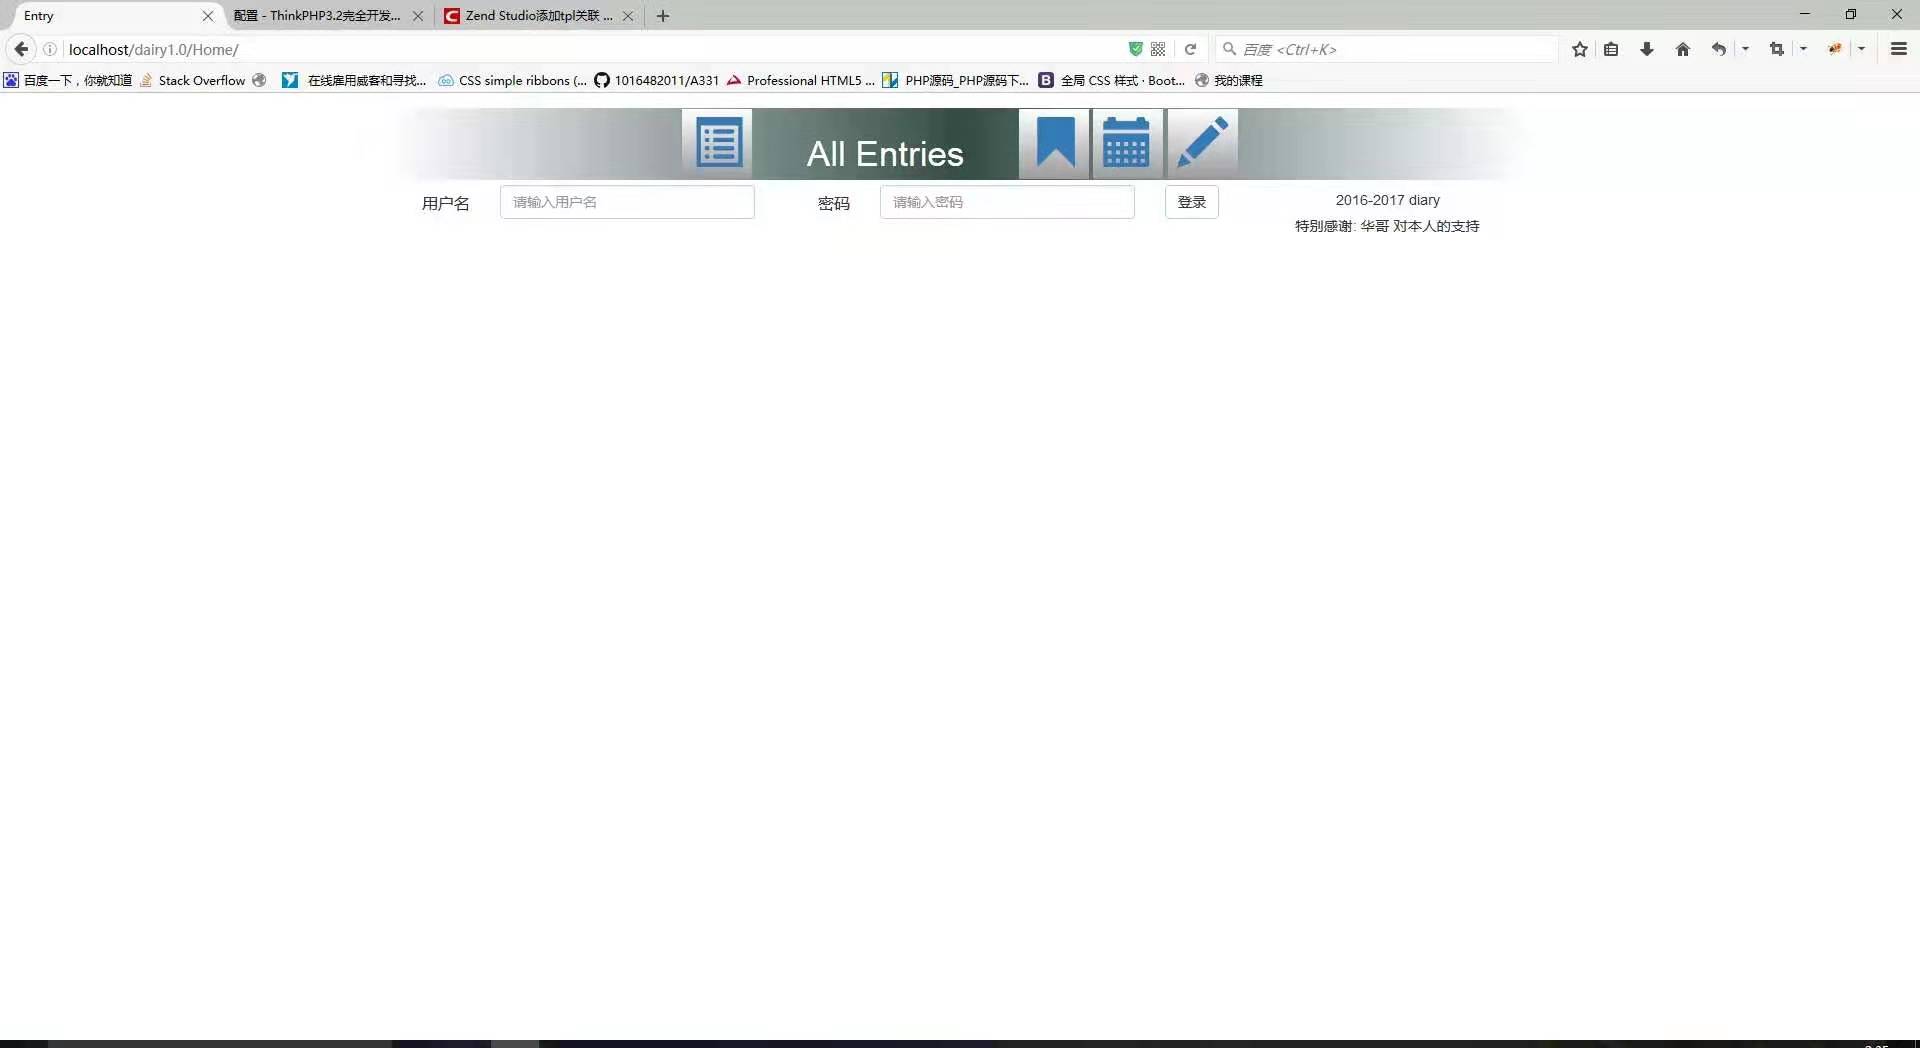 Entry
配置 - ThinkPHP3.2完全开发...
Zend Studio添加tpl关联 ...
localhost/dairy1.0/Home/
百度 <Ctrl+K>
百度一下，你就知道
Stack Overflow
在线雇用威客和寻找...
CSS simple ribbons (...
1016482011/A331
Professional HTML5 ...
PHP源码_PHP源码下...
全局 CSS 样式 · Boot...
我的课程
All Entries
用户名
请输入用户名
密码
请输入密码
登录
2016-2017 diary
特别感谢: 华哥 对本人的支持